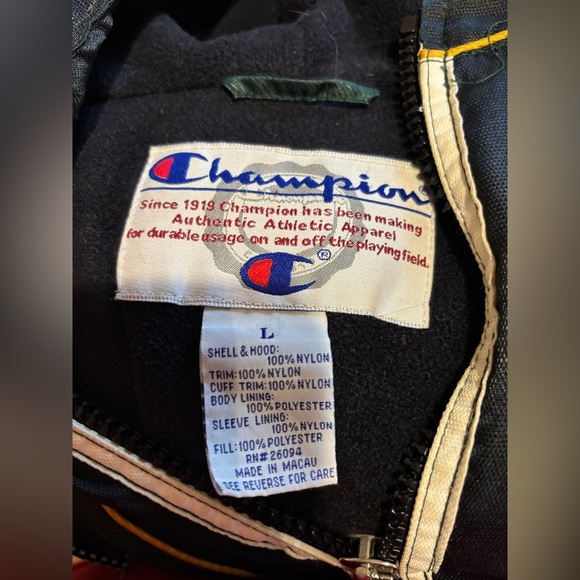 Champion®
Since 1919 Champion has been making
Authentic Athletic Apparel
for durable usage on and off the playing field.
C®
L
SHELL & HOOD:
100% NYLON
TRIM:100% NYLON
CUFF TRIM:100% NYLON
BODY LINING:
100% POLYESTER
SLEEVE LINING:
100% NYLON
FILL:100% POLYESTER
RN#26094
MADE IN MACAU
SEE REVERSE FOR CARE